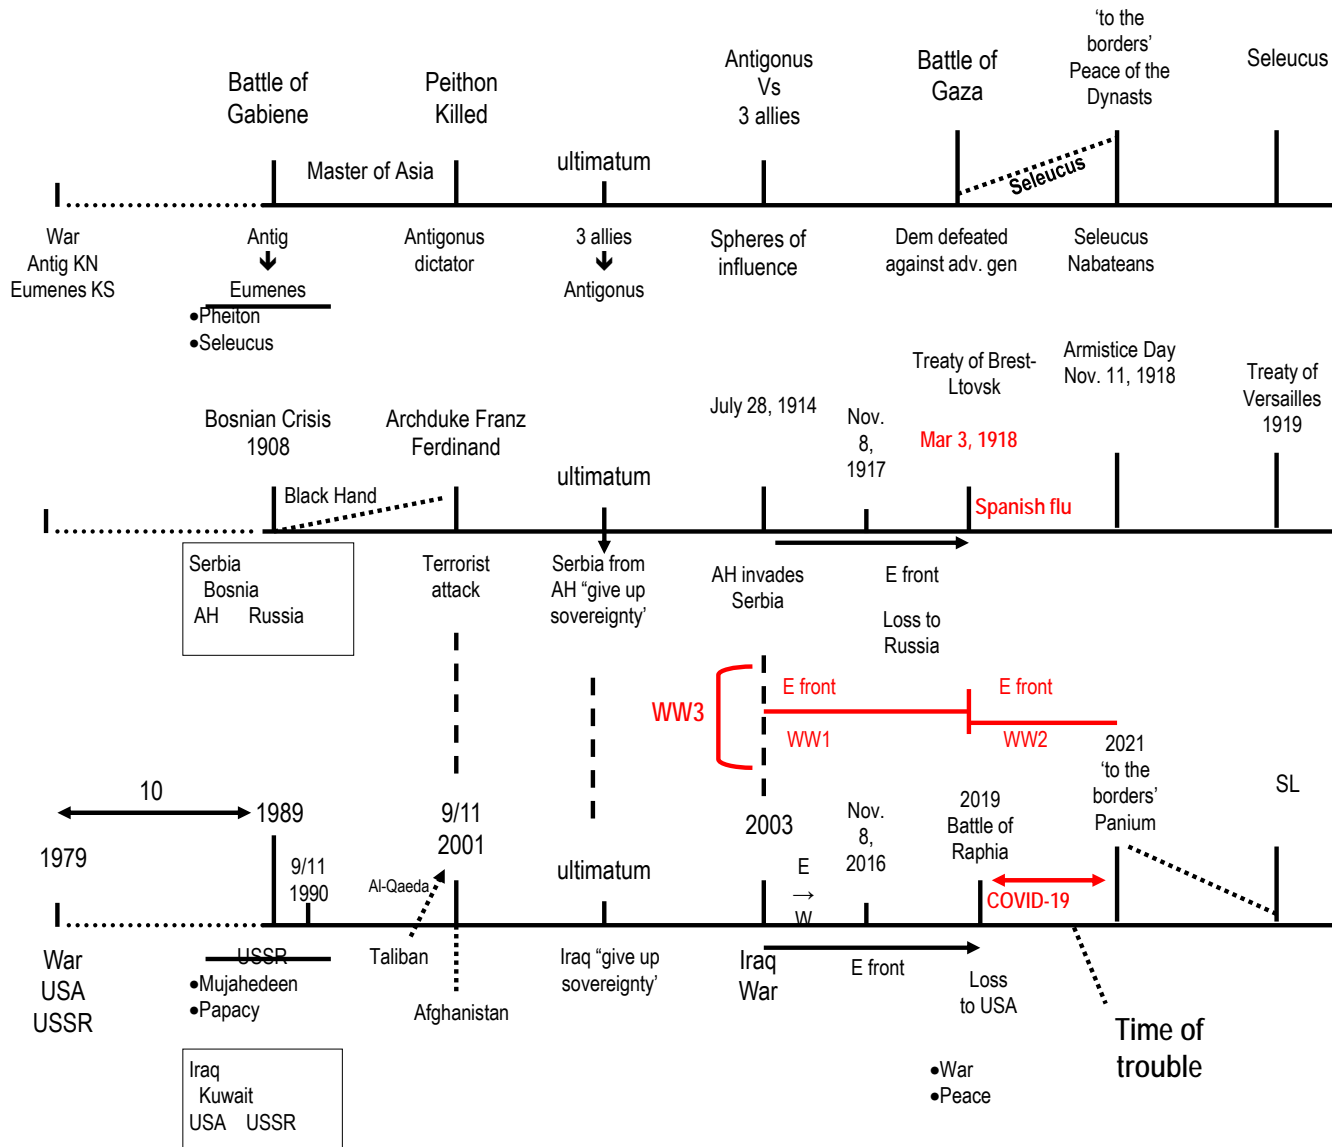 'to the
borders'
Peace of the
Dynasts
Antigonus
Vs
3 allies
Battle of
Gaza
Seleucus
Battle of
Gabiene
Peithon
Killed
Master of Asia
ultimatum
Seleucus
War
Antig KN
Eumenes KS
Antig
Eumenes
•Pheiton
•Seleucus
Antigonus
dictator
3 allies
Antigonus
Spheres of
influence
Dem defeated
against adv. gen
Seleucus
Nabateans
Bosnian Crisis
1908
Archduke Franz
Ferdinand
ultimatum
July 28, 1914
Nov.
8,
1917
Treaty of Brest-
Ltovsk
Mar 3, 1918
Armistice Day
Nov. 11, 1918
Treaty of
Versailles
1919
Black Hand
Spanish flu
Serbia
Bosnia
AH Russia
Terrorist
attack
Serbia from
AH “give up
sovereignty’
AH invades
Serbia
E front
Loss to
Russia
WW3
E front
E front
WW1
WW2
10
1979
1989
9/11
1990
9/11
2001
Al-Qaeda
ultimatum
2003
E
→
W
Nov.
8,
2016
2019
Battle of
Raphia
COVID-19
2021
'to the
borders'
Panium
SL
War
USA
USSR
USSR
•Mujahedeen
•Papacy
Taliban
Afghanistan
Iraq “give up
sovereignty’
Iraq
War
E front
Loss
to USA
Time of
trouble
•War
•Peace
Iraq
Kuwait
USA USSR